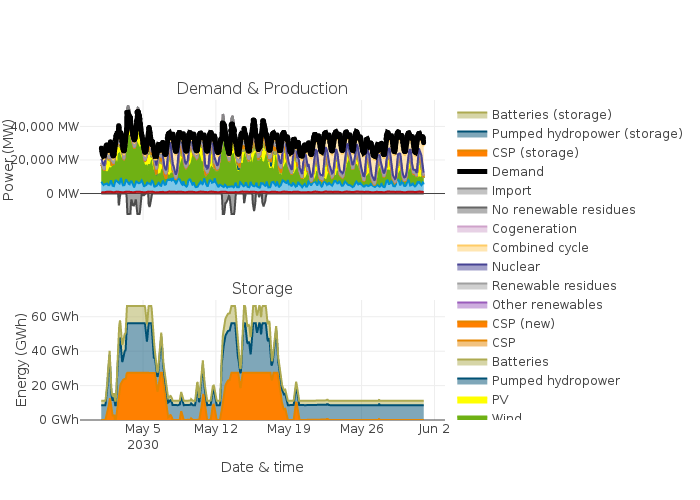 Demand & Production
40,000 MW
20,000 MW
0 MW
Power (MW)
Batteries (storage)
Pumped hydropower (storage)
CSP (storage)
Demand
Import
No renewable residues
Cogeneration
Combined cycle
Nuclear
Renewable residues
Other renewables
CSP (new)
CSP
Batteries
Pumped hydropower
PV
Wind
Storage
60 GWh
40 GWh
20 GWh
0 GWh
Energy (GWh)
May 5 May 12 May 19 May 26 Jun 2
2030
Date & time